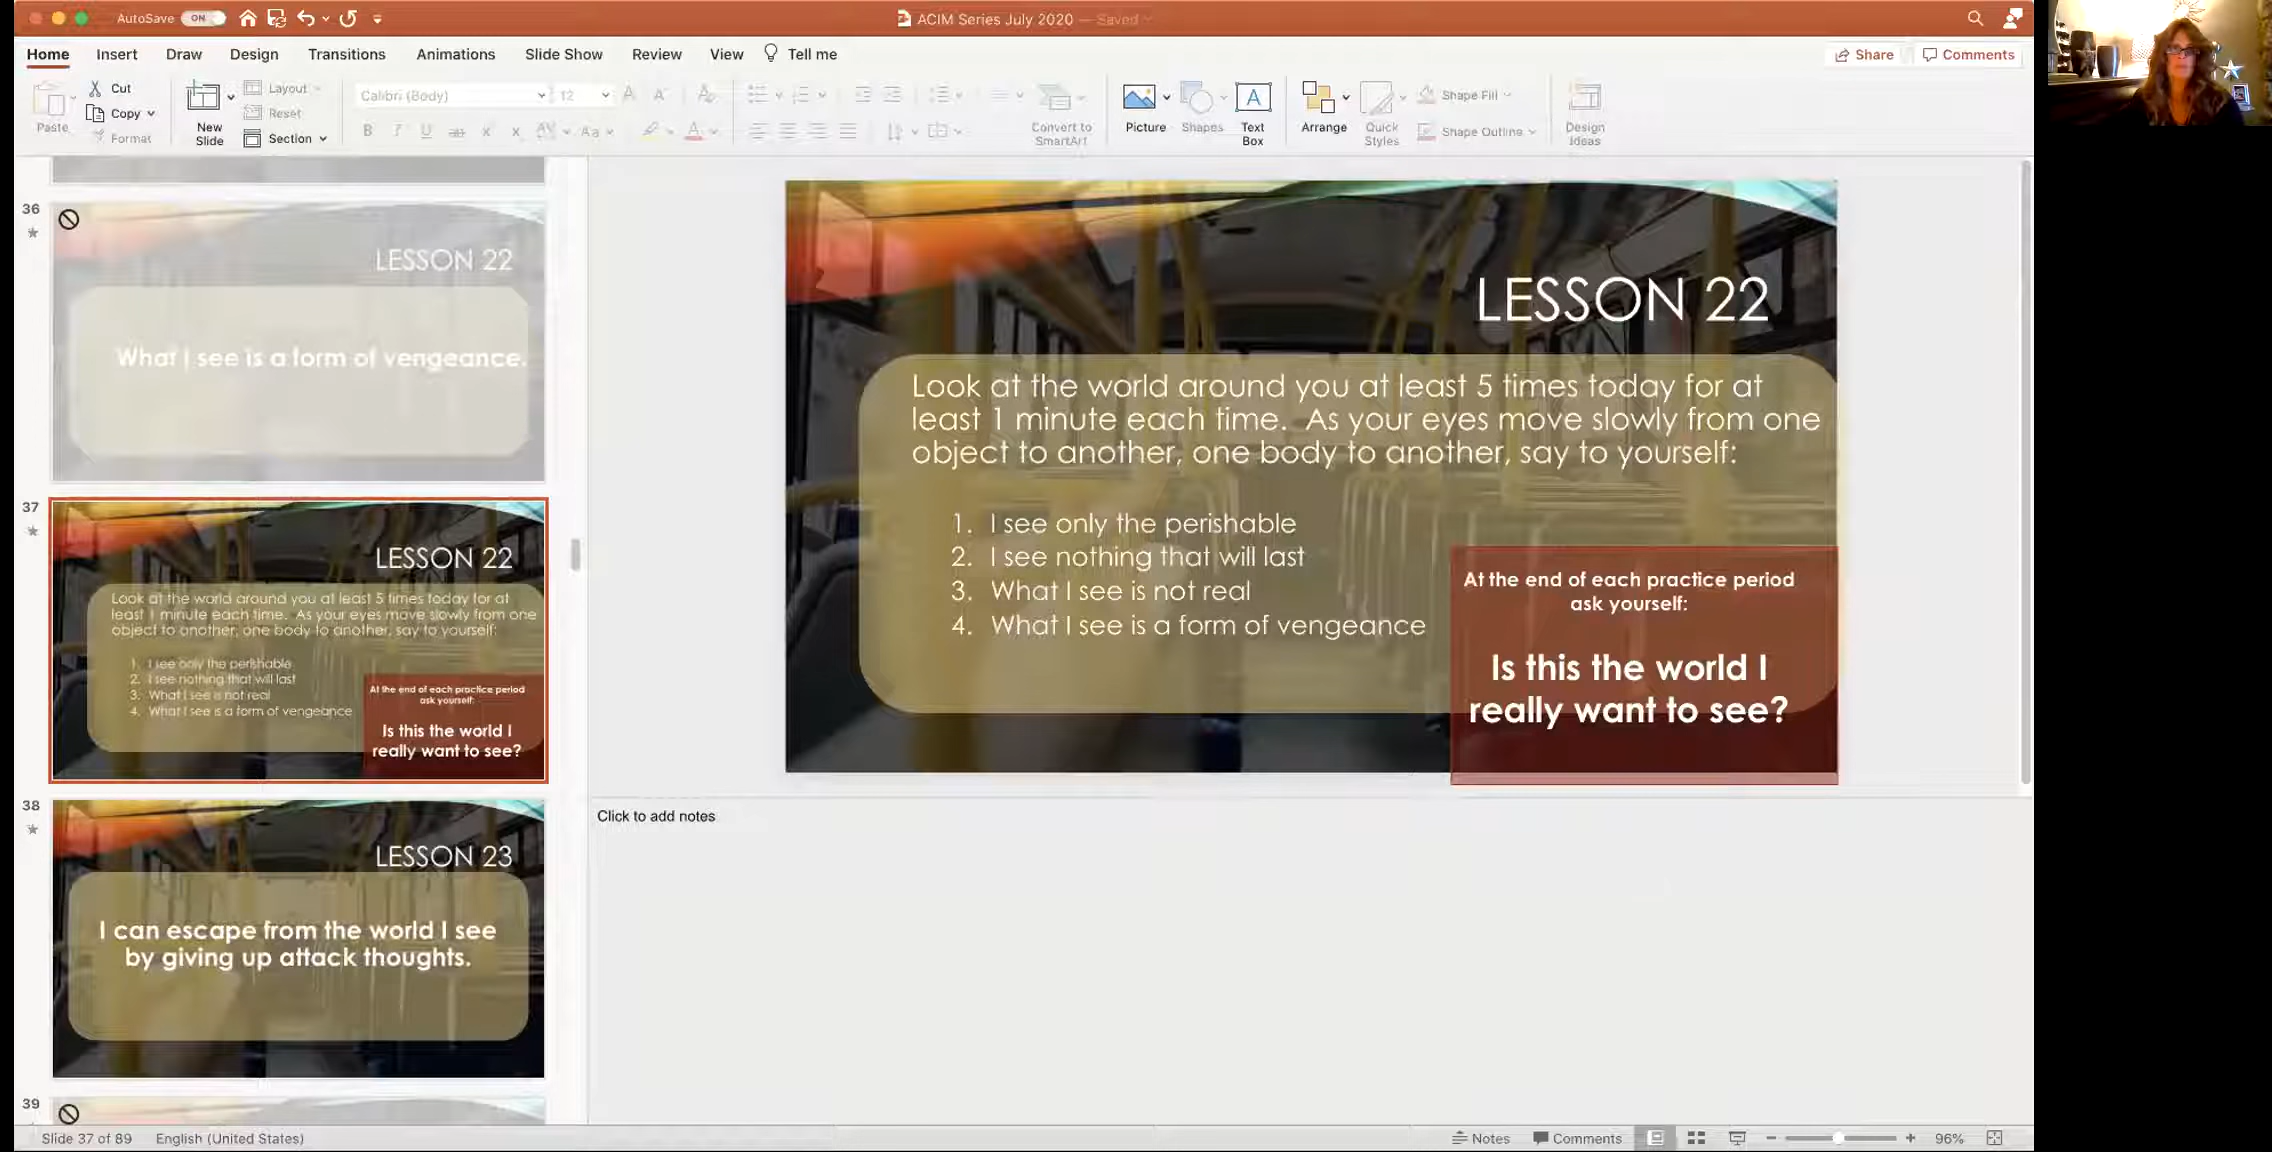 AutoSave ON
ACIM Series July 2020 — Saved
Home Insert Draw Design Transitions Animations Slide Show Review View Tell me
Share Comments
Paste
Cut
Copy
Format
New Slide
Layout
Reset
Section
Calibri (Body) 12
Convert to SmartArt
Picture
Shapes
Text Box
Arrange
Quick Styles
Shape Fill
Shape Outline
Design Ideas
36
LESSON 22
What I see is a form of vengeance.
37
LESSON 22
Look at the world around you at least 5 times today for at
least 1 minute each time. As your eyes move slowly from one
object to another, one body to another, say to yourself:
1. I see only the perishable
2. I see nothing that will last
3. What I see is not real
4. What I see is a form of vengeance
At the end of each practice period
ask yourself:
Is this the world I
really want to see?
38
LESSON 23
I can escape from the world I see
by giving up attack thoughts.
39
LESSON 22
Look at the world around you at least 5 times today for at
least 1 minute each time. As your eyes move slowly from one
object to another, one body to another, say to yourself:
1. I see only the perishable
2. I see nothing that will last
3. What I see is not real
4. What I see is a form of vengeance
At the end of each practice period
ask yourself:
Is this the world I
really want to see?
Click to add notes
Slide 37 of 89 English (United States)
Notes Comments 96%